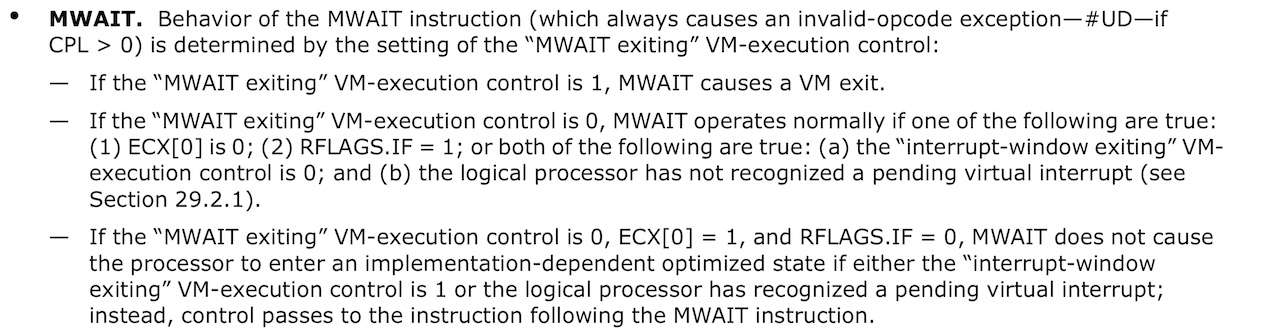 • MWAIT. Behavior of the MWAIT instruction (which always causes an invalid-opcode exception—#UD—if
CPL > 0) is determined by the setting of the “MWAIT exiting” VM-execution control:
— If the “MWAIT exiting” VM-execution control is 1, MWAIT causes a VM exit.
— If the “MWAIT exiting” VM-execution control is 0, MWAIT operates normally if one of the following are true:
(1) ECX[0] is 0; (2) RFLAGS.IF = 1; or both of the following are true: (a) the “interrupt-window exiting” VM-
execution control is 0; and (b) the logical processor has not recognized a pending virtual interrupt (see
Section 29.2.1).
— If the “MWAIT exiting” VM-execution control is 0, ECX[0] = 1, and RFLAGS.IF = 0, MWAIT does not cause
the processor to enter an implementation-dependent optimized state if either the “interrupt-window
exiting” VM-execution control is 1 or the logical processor has recognized a pending virtual interrupt;
instead, control passes to the instruction following the MWAIT instruction.